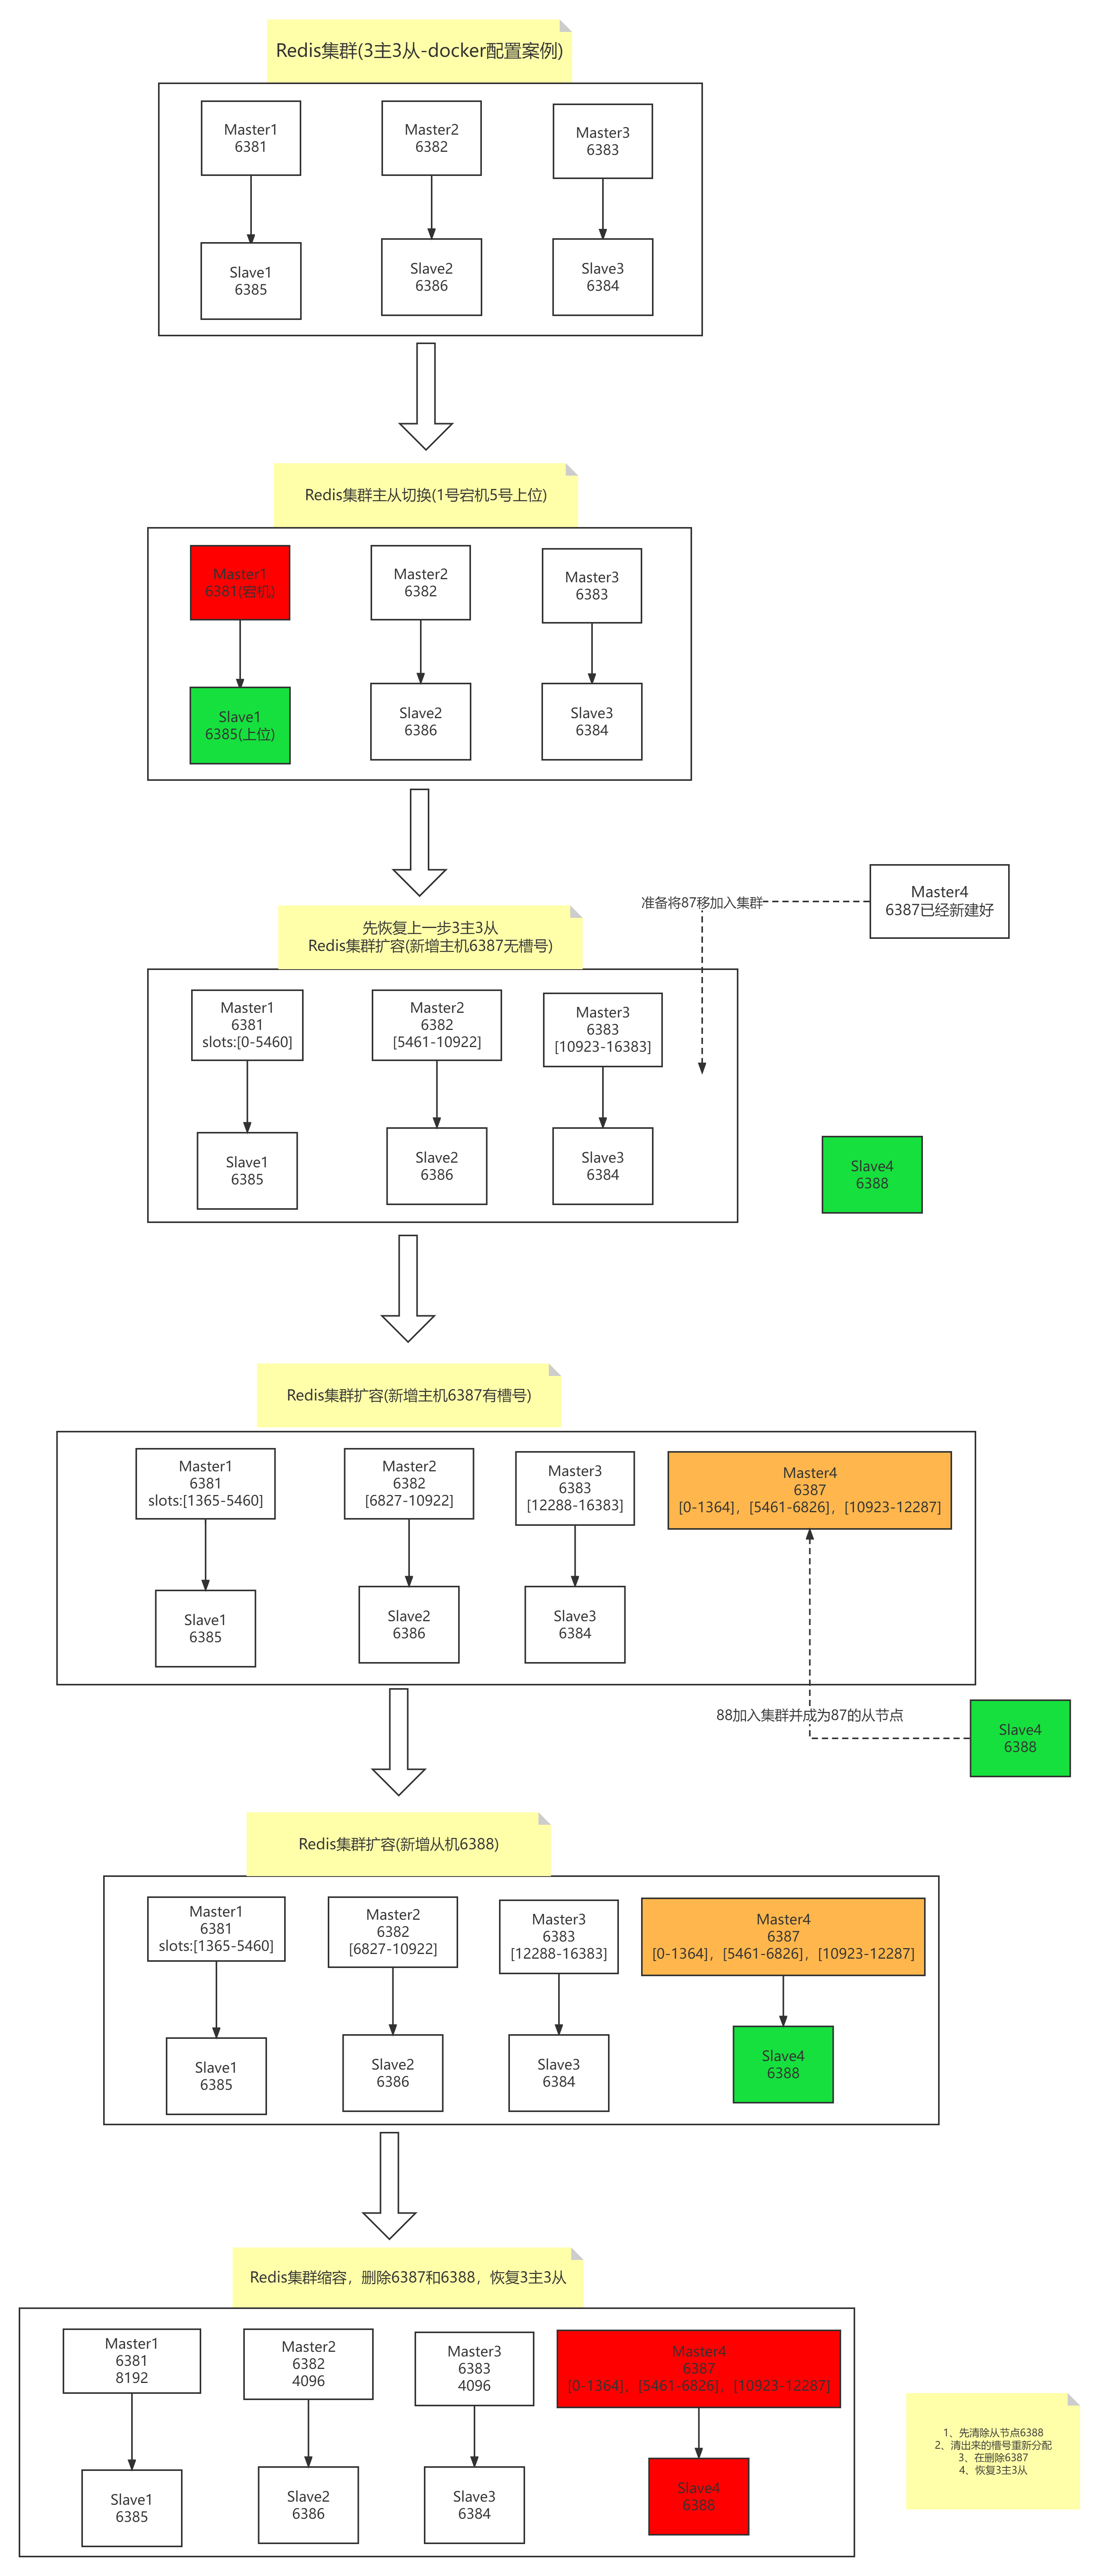 Redis集群(3主3从-docker配置案例)
Master1
6381
Master2
6382
Master3
6383
Slave1
6385
Slave2
6386
Slave3
6384
Redis集群主从切换(1号宕机5号上位)
Master1
6381(宕机)
Master2
6382
Master3
6383
Slave1
6385(上位)
Slave2
6386
Slave3
6384
Master4
6387已经新建好
准备将87移加入集群
先恢复上一步3主3从
Redis集群扩容(新增主机6387无槽号)
Master1
6381
slots:[0-5460]
Master2
6382
[5461-10922]
Master3
6383
[10923-16383]
Slave1
6385
Slave2
6386
Slave3
6384
Slave4
6388
Redis集群扩容(新增主机6387有槽号)
Master1
6381
slots:[1365-5460]
Master2
6382
[6827-10922]
Master3
6383
[12288-16383]
Master4
6387
[0-1364]，[5461-6826]，[10923-12287]
Slave1
6385
Slave2
6386
Slave3
6384
88加入集群并成为87的从节点
Slave4
6388
Redis集群扩容(新增从机6388)
Master1
6381
slots:[1365-5460]
Master2
6382
[6827-10922]
Master3
6383
[12288-16383]
Master4
6387
[0-1364]，[5461-6826]，[10923-12287]
Slave1
6385
Slave2
6386
Slave3
6384
Slave4
6388
Redis集群缩容，删除6387和6388，恢复3主3从
Master1
6381
8192
Master2
6382
4096
Master3
6383
4096
Master4
6387
[0-1364]，[5461-6826]，[10923-12287]
Slave1
6385
Slave2
6386
Slave3
6384
Slave4
6388
1、先清除从节点6388
2、清出来的槽号重新分配
3、在删除6387
4、恢复3主3从